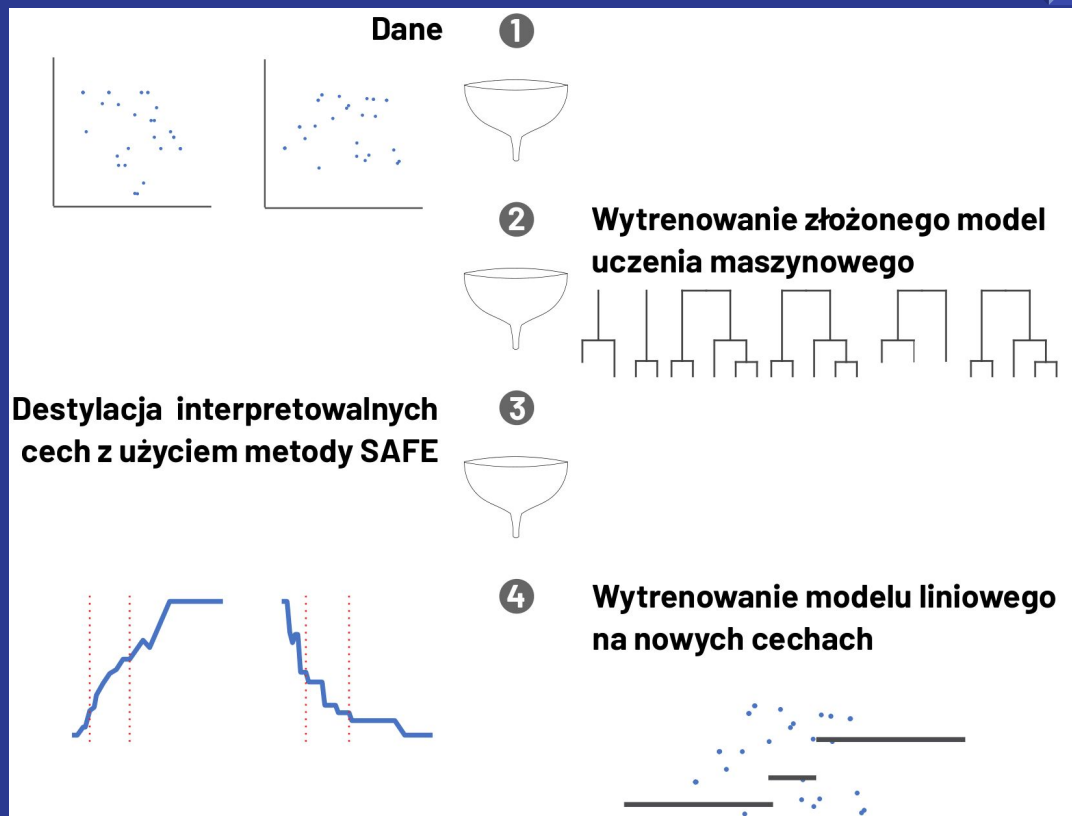 Dane 1
2 Wytrenowanie złożonego model
uczenia maszynowego
Destylacja interpretowalnych 3
cech z użyciem metody SAFE
4 Wytrenowanie modelu liniowego
na nowych cechach